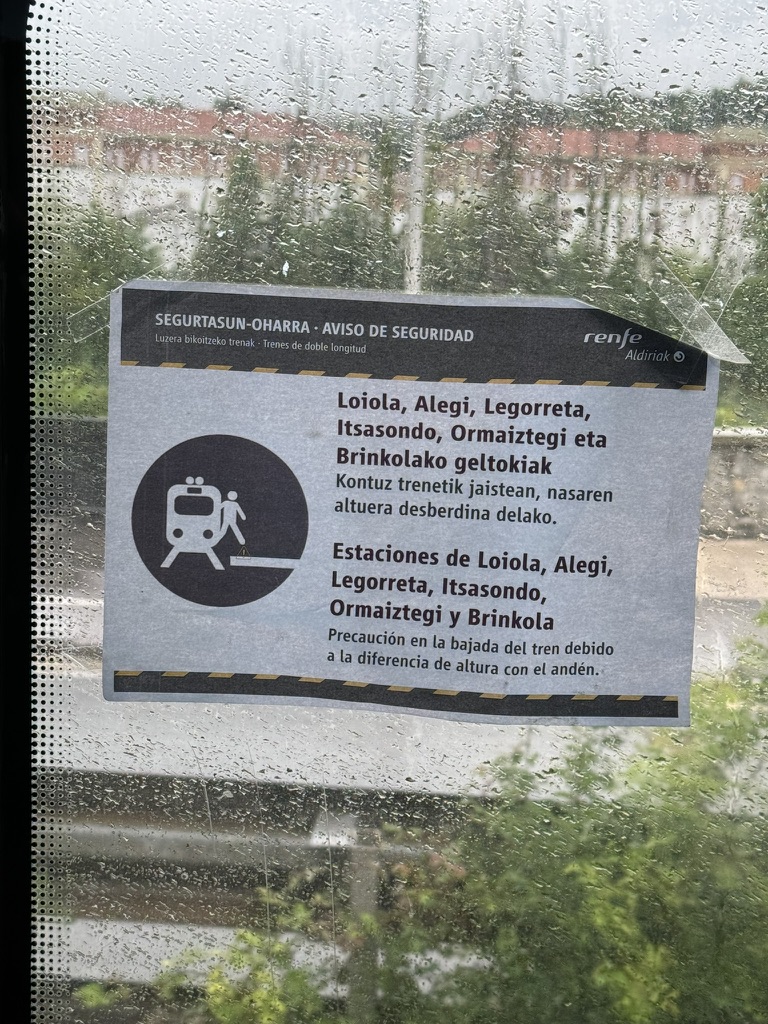 SEGURTASUN-OHARRA · AVISO DE SEGURIDAD
Luzera bikoitzeko trenak · Trenes de doble longitud
renfe
Aldiriak
Loiola, Alegi, Legorreta,
Itsasondo, Ormaiztegi eta
Brinkolako geltokiak
Kontuz trenetik jaistean, nasaren
altuera desberdina delako.
Estaciones de Loiola, Alegi,
Legorreta, Itsasondo,
Ormaiztegi y Brinkola
Precaución en la bajada del tren debido
a la diferencia de altura con el andén.